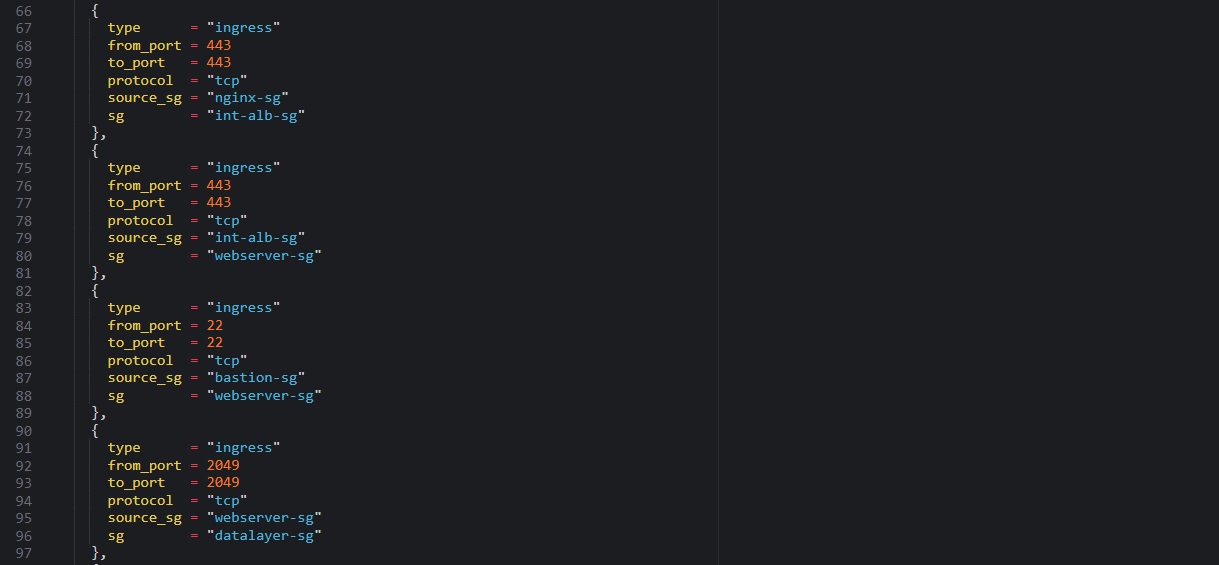 66 {
67 type = "ingress"
68 from_port = 443
69 to_port = 443
70 protocol = "tcp"
71 source_sg = "nginx-sg"
72 sg = "int-alb-sg"
73 },
74 {
75 type = "ingress"
76 from_port = 443
77 to_port = 443
78 protocol = "tcp"
79 source_sg = "int-alb-sg"
80 sg = "webserver-sg"
81 },
82 {
83 type = "ingress"
84 from_port = 22
85 to_port = 22
86 protocol = "tcp"
87 source_sg = "bastion-sg"
88 sg = "webserver-sg"
89 },
90 {
91 type = "ingress"
92 from_port = 2049
93 to_port = 2049
94 protocol = "tcp"
95 source_sg = "webserver-sg"
96 sg = "datalayer-sg"
97 },